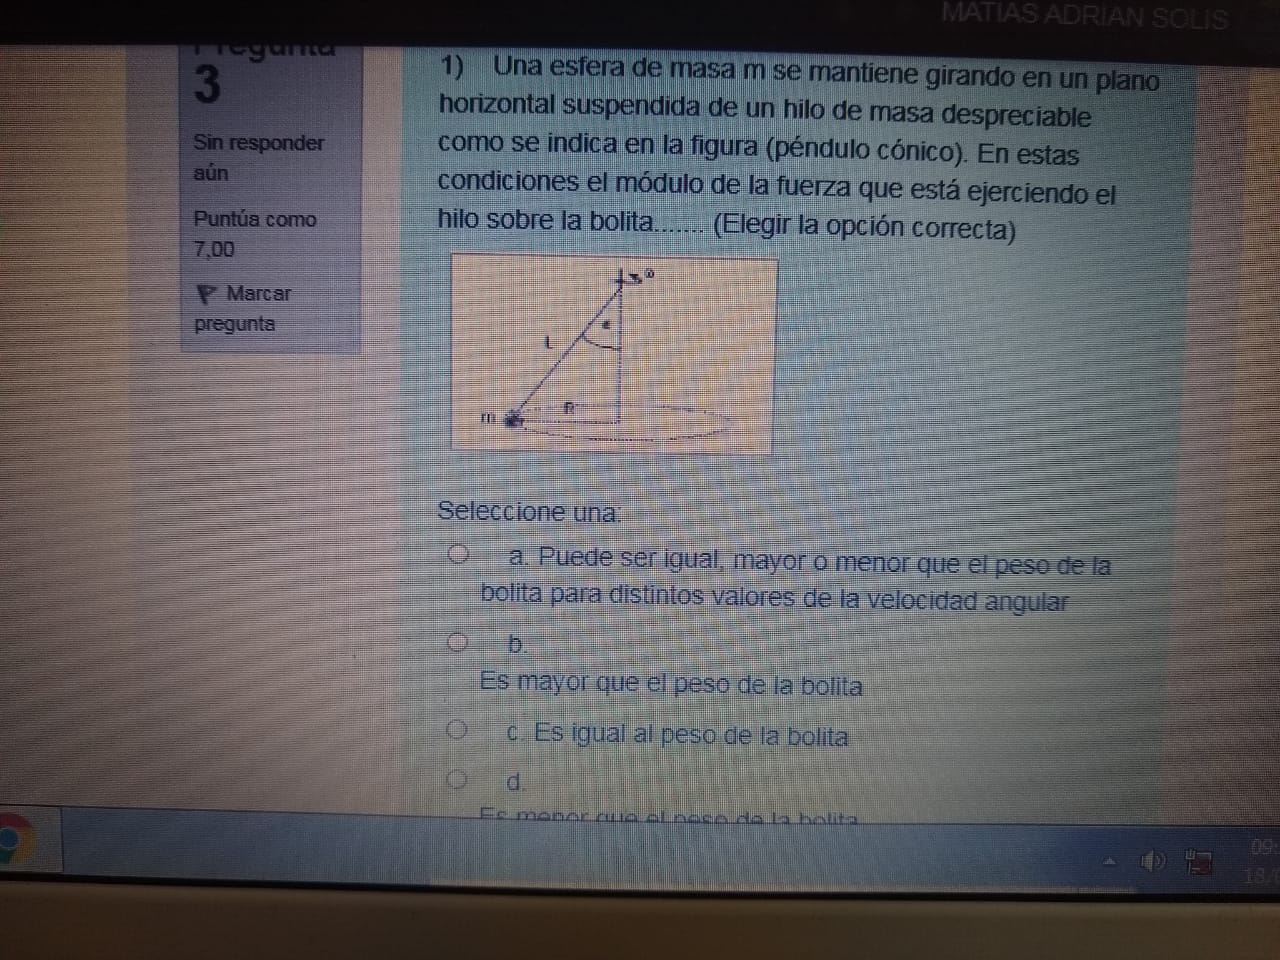 MATIAS ADRIAN SOLIS
Pregunta
3
Sin responder
aún
Puntúa como
7,00
Marcar
pregunta
1) Una esfera de masa m se mantiene girando en un plano
horizontal suspendida de un hilo de masa despreciable
como se indica en la figura (péndulo cónico). En estas
condiciones el módulo de la fuerza que está ejerciendo el
hilo sobre la bolita....... (Elegir la opción correcta)
L
m
R
Seleccione una:
a. Puede ser igual, mayor o menor que el peso de la
bolita para distintos valores de la velocidad angular
b.
Es mayor que el peso de la bolita
c. Es igual al peso de la bolita
d.
Es menor que el peso de la bolita
09:
18/